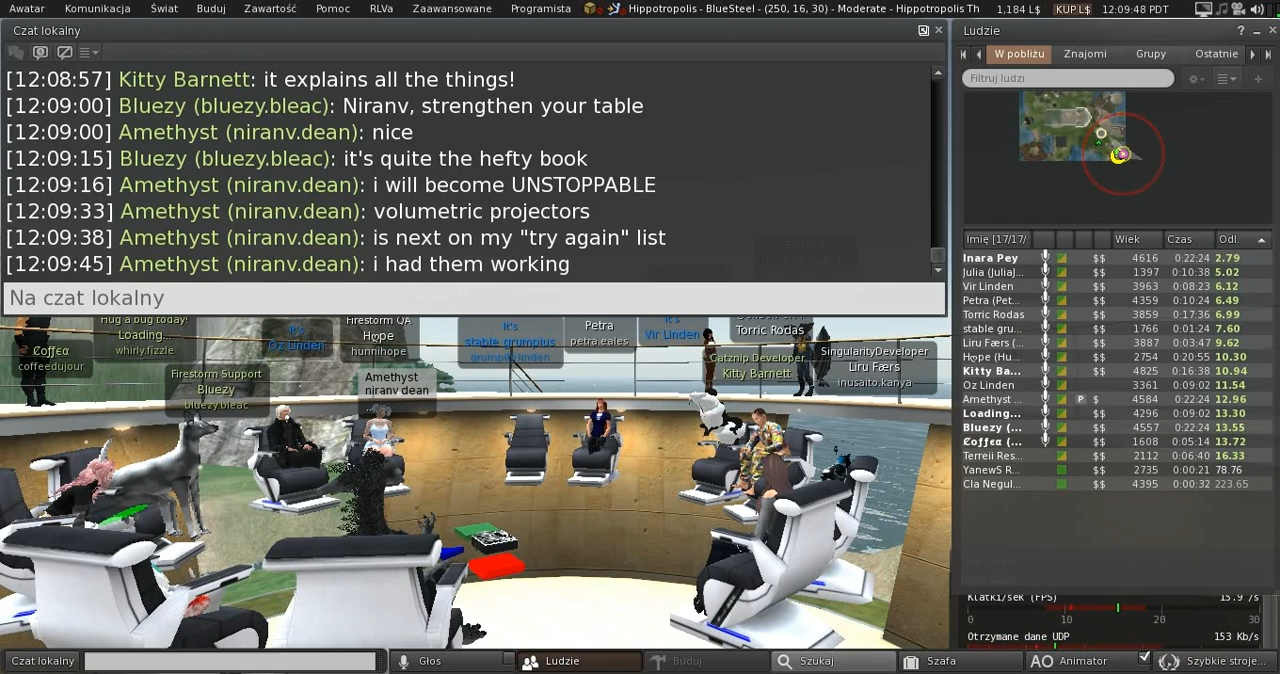 Awatar Komunikacja Świat Buduj Zawartość Pomoc RLVa Zaawansowane Programista Hippotropolis - BlueSteel - (250, 16, 30) - Moderate - Hippotropolis Th 1,184 L$ KUP L$ 12:09:48 PDT
Czat lokalny
[12:08:57] Kitty Barnett: it explains all the things!
[12:09:00] Bluezy (bluezy.bleac): Niranv, strengthen your table
[12:09:00] Amethyst (niranv.dean): nice
[12:09:15] Bluezy (bluezy.bleac): it's quite the hefty book
[12:09:16] Amethyst (niranv.dean): i will become UNSTOPPABLE
[12:09:33] Amethyst (niranv.dean): volumetric projectors
[12:09:38] Amethyst (niranv.dean): is next on my "try again" list
[12:09:45] Amethyst (niranv.dean): i had them working
Na czat lokalny
Hug a bug today!
Loading...
whirly.fizzle
Coffєα
coffeedujour
Firestorm Support
Bluezy
bluezy.bleac
It's
Oz Linden
Firestorm QA
Hope
hunnihope
Amethyst
niranv dean
It's
stable grumpius
grumpity.linden
Petra
petra.eales
It's
Vir Linden
Torric Rodas
Catznip Developer
Kitty Barnett
SingularityDeveloper
Liru Færs
inusaito.kanya
Ludzie
W pobliżu Znajomi Grupy Ostatnie
Filtruj ludzi
Imię [17/17/ Wiek Czas Odl.
Inara Pey $$ 4616 0:22:24 2.79
Julia (JuliaJ... 1397 0:10:38 5.02
Vir Linden $$ 3963 0:08:23 6.12
Petra (Pet... $$ 4359 0:10:24 6.49
Torric Rodas $$ 3859 0:17:36 6.99
stable gru... $$ 1766 0:01:24 7.60
Liru Færs (... $$ 3887 0:03:47 9.62
Hope (Hu... $$ 2754 0:20:55 10.30
Kitty Ba... $$ 4825 0:16:38 10.94
Oz Linden 3361 0:09:02 11.54
Amethyst ... P $ 4584 0:22:24 12.96
Loading... $$ 4296 0:09:02 13.30
Bluezy (... $$ 4557 0:22:24 13.55
Coffєα (... $$ 1608 0:05:14 13.72
Terreii Res... $$ 2112 0:06:40 16.33
YanewS R... $$ 2735 0:00:21 78.76
Cla Negul... $$ 4395 0:00:32 223.65
Klatki/sek (FPS) 15.9 /s
0 10 20 30
Otrzymane dane UDP 153 Kb/s
Czat lokalny Głos Ludzie Buduj Szukaj Szafa AO Animator Szybkie stroje...